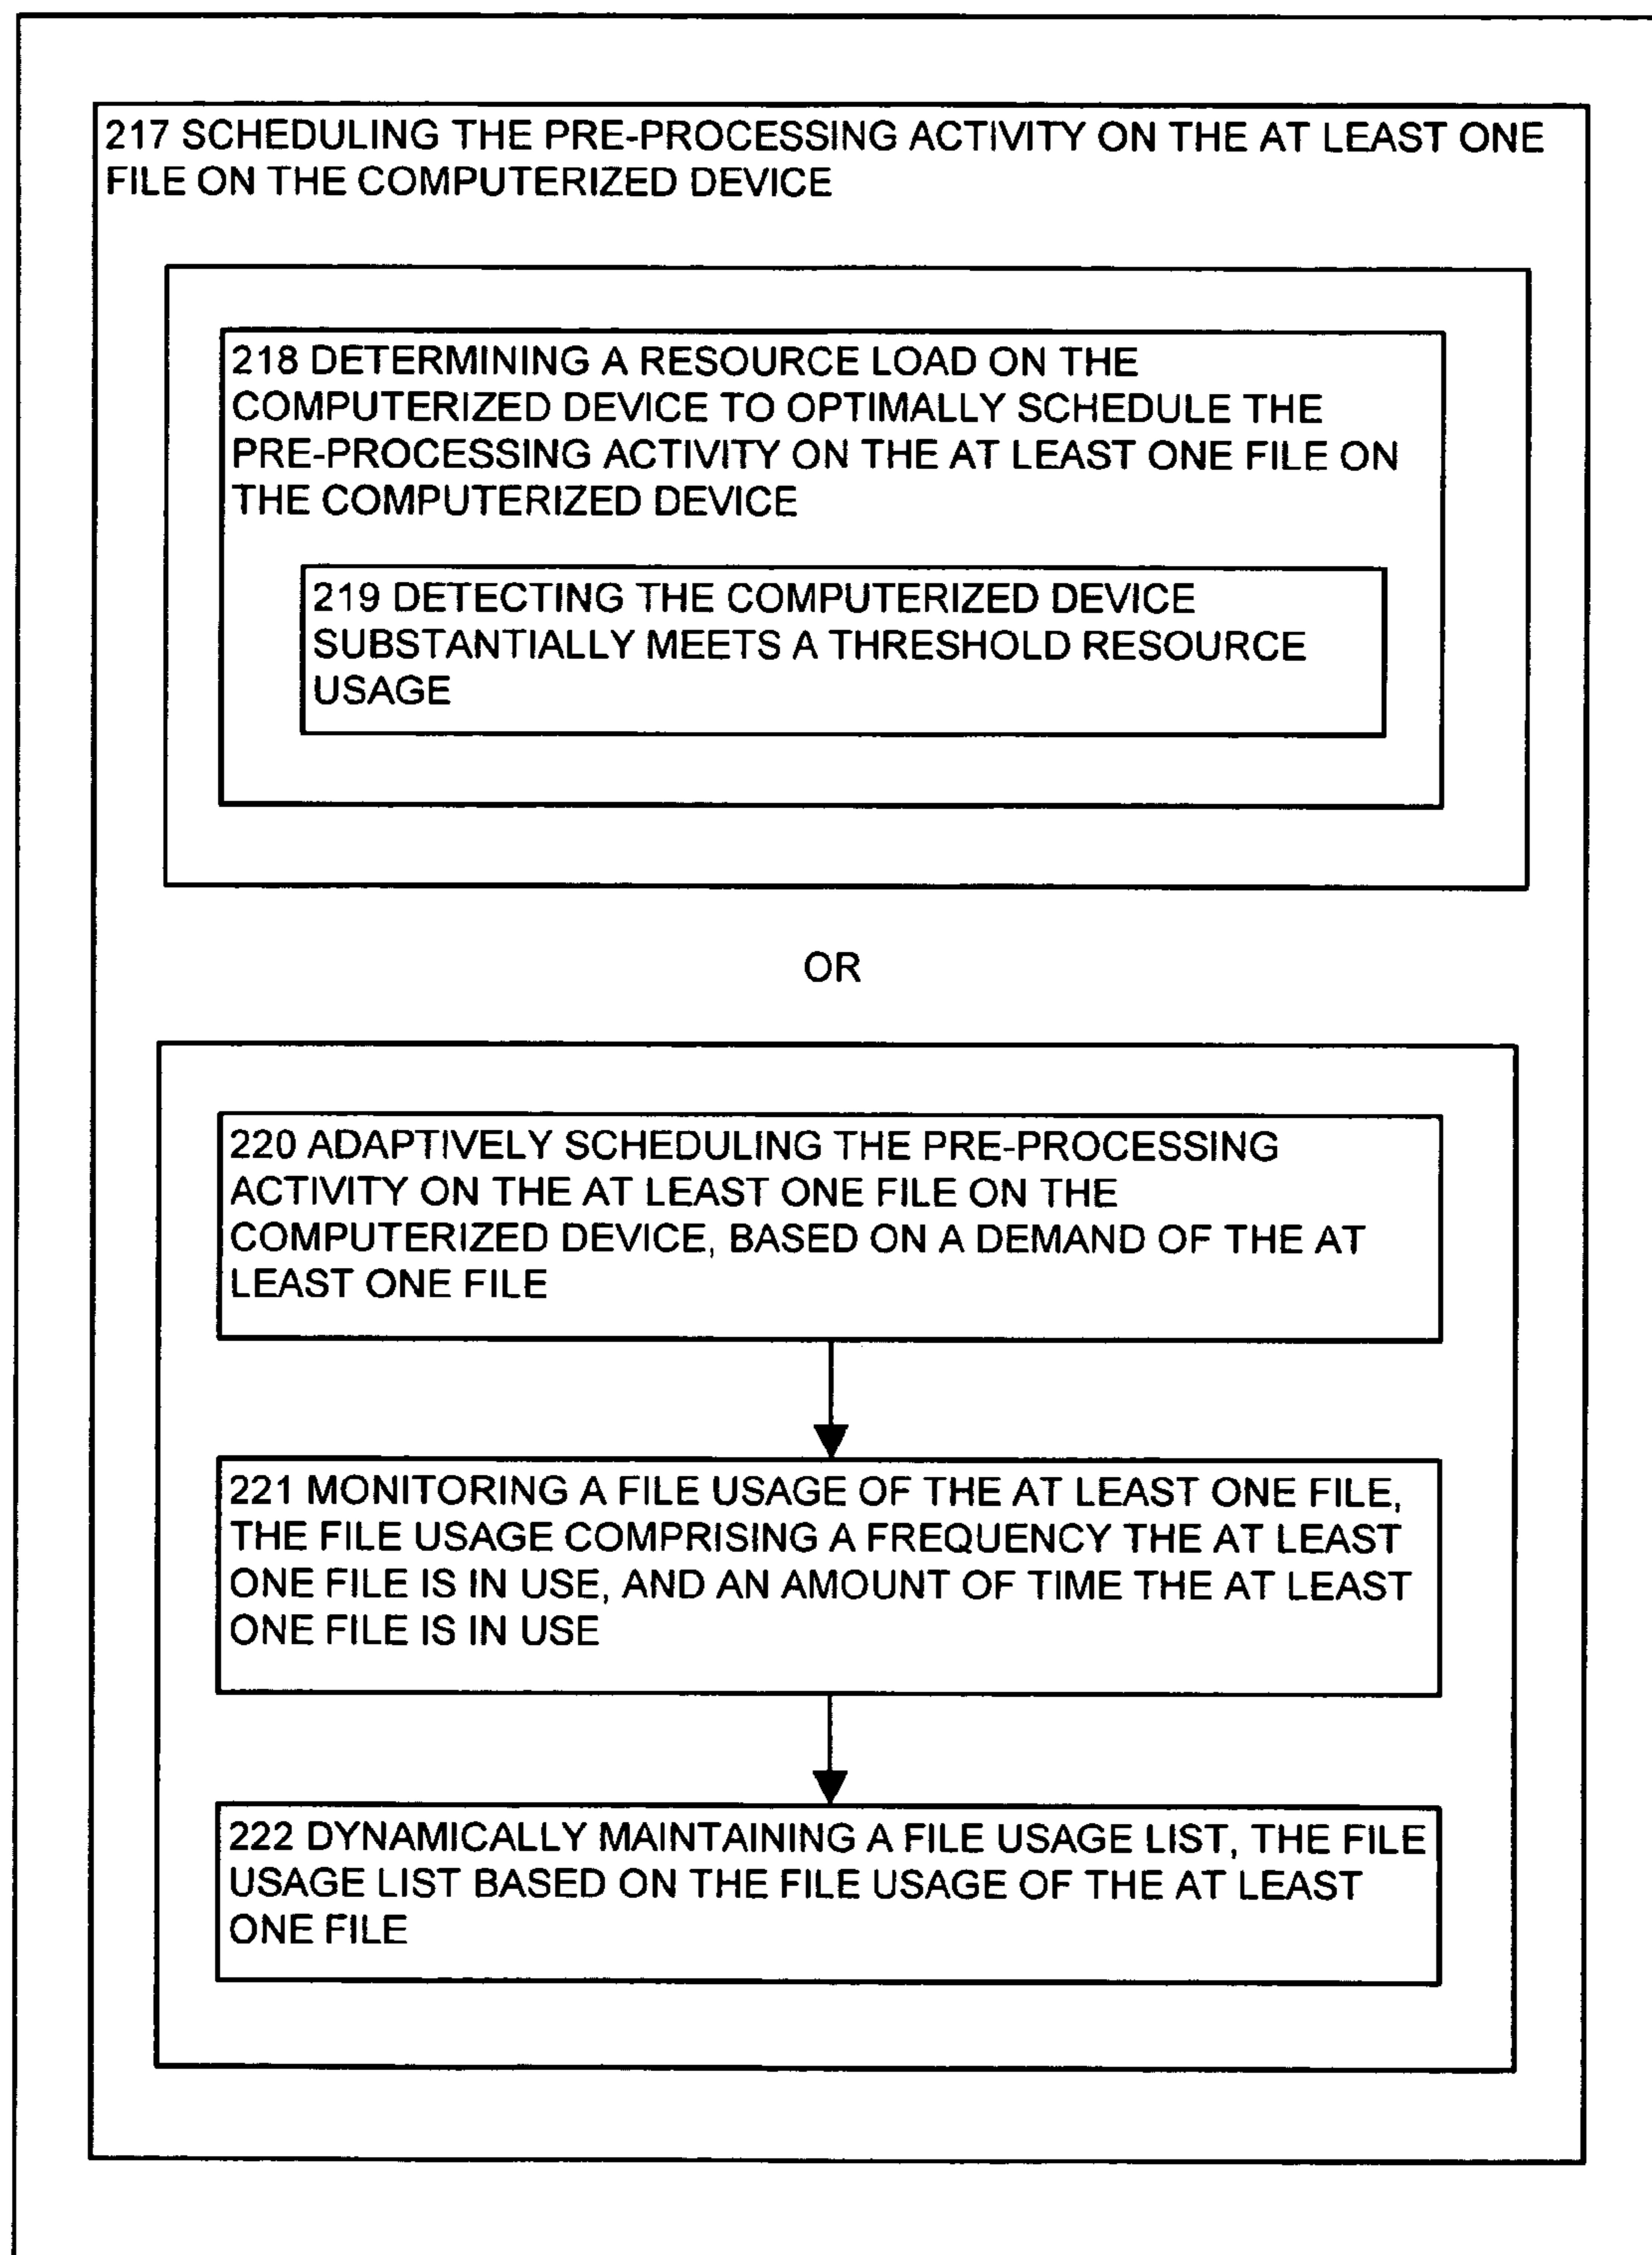 217 SCHEDULING THE PRE-PROCESSING ACTIVITY ON THE AT LEAST ONE
FILE ON THE COMPUTERIZED DEVICE
218 DETERMINING A RESOURCE LOAD ON THE
COMPUTERIZED DEVICE TO OPTIMALLY SCHEDULE THE
PRE-PROCESSING ACTIVITY ON THE AT LEAST ONE FILE ON
THE COMPUTERIZED DEVICE
219 DETECTING THE COMPUTERIZED DEVICE
SUBSTANTIALLY MEETS A THRESHOLD RESOURCE
USAGE
OR
220 ADAPTIVELY SCHEDULING THE PRE-PROCESSING
ACTIVITY ON THE AT LEAST ONE FILE ON THE
COMPUTERIZED DEVICE, BASED ON A DEMAND OF THE AT
LEAST ONE FILE
221 MONITORING A FILE USAGE OF THE AT LEAST ONE FILE,
THE FILE USAGE COMPRISING A FREQUENCY THE AT LEAST
ONE FILE IS IN USE, AND AN AMOUNT OF TIME THE AT LEAST
ONE FILE IS IN USE
222 DYNAMICALLY MAINTAINING A FILE USAGE LIST, THE FILE
USAGE LIST BASED ON THE FILE USAGE OF THE AT LEAST
ONE FILE